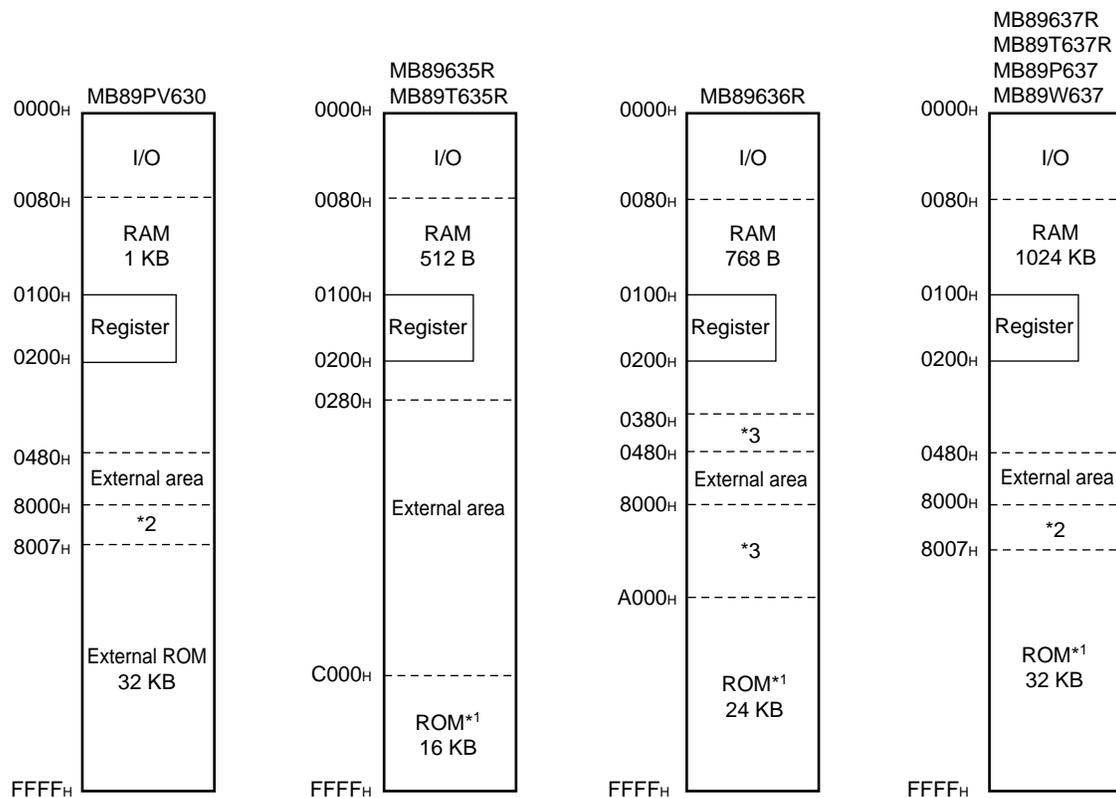 MB89PV630
0000H
I/O
0080H
RAM
1 KB
0100H
Register
0200H
0480H
External area
8000H
*2
8007H
External ROM
32 KB
FFFFH
MB89635R
MB89T635R
0000H
I/O
0080H
RAM
512 B
0100H
Register
0200H
0280H
External area
C000H
ROM*1
16 KB
FFFFH
MB89636R
0000H
I/O
0080H
RAM
768 B
0100H
Register
0200H
0380H
*3
0480H
External area
8000H
*3
A000H
ROM*1
24 KB
FFFFH
MB89637R
MB89T637R
MB89P637
MB89W637
0000H
I/O
0080H
RAM
1024 KB
0100H
Register
0200H
0480H
External area
8000H
*2
8007H
ROM*1
32 KB
FFFFH